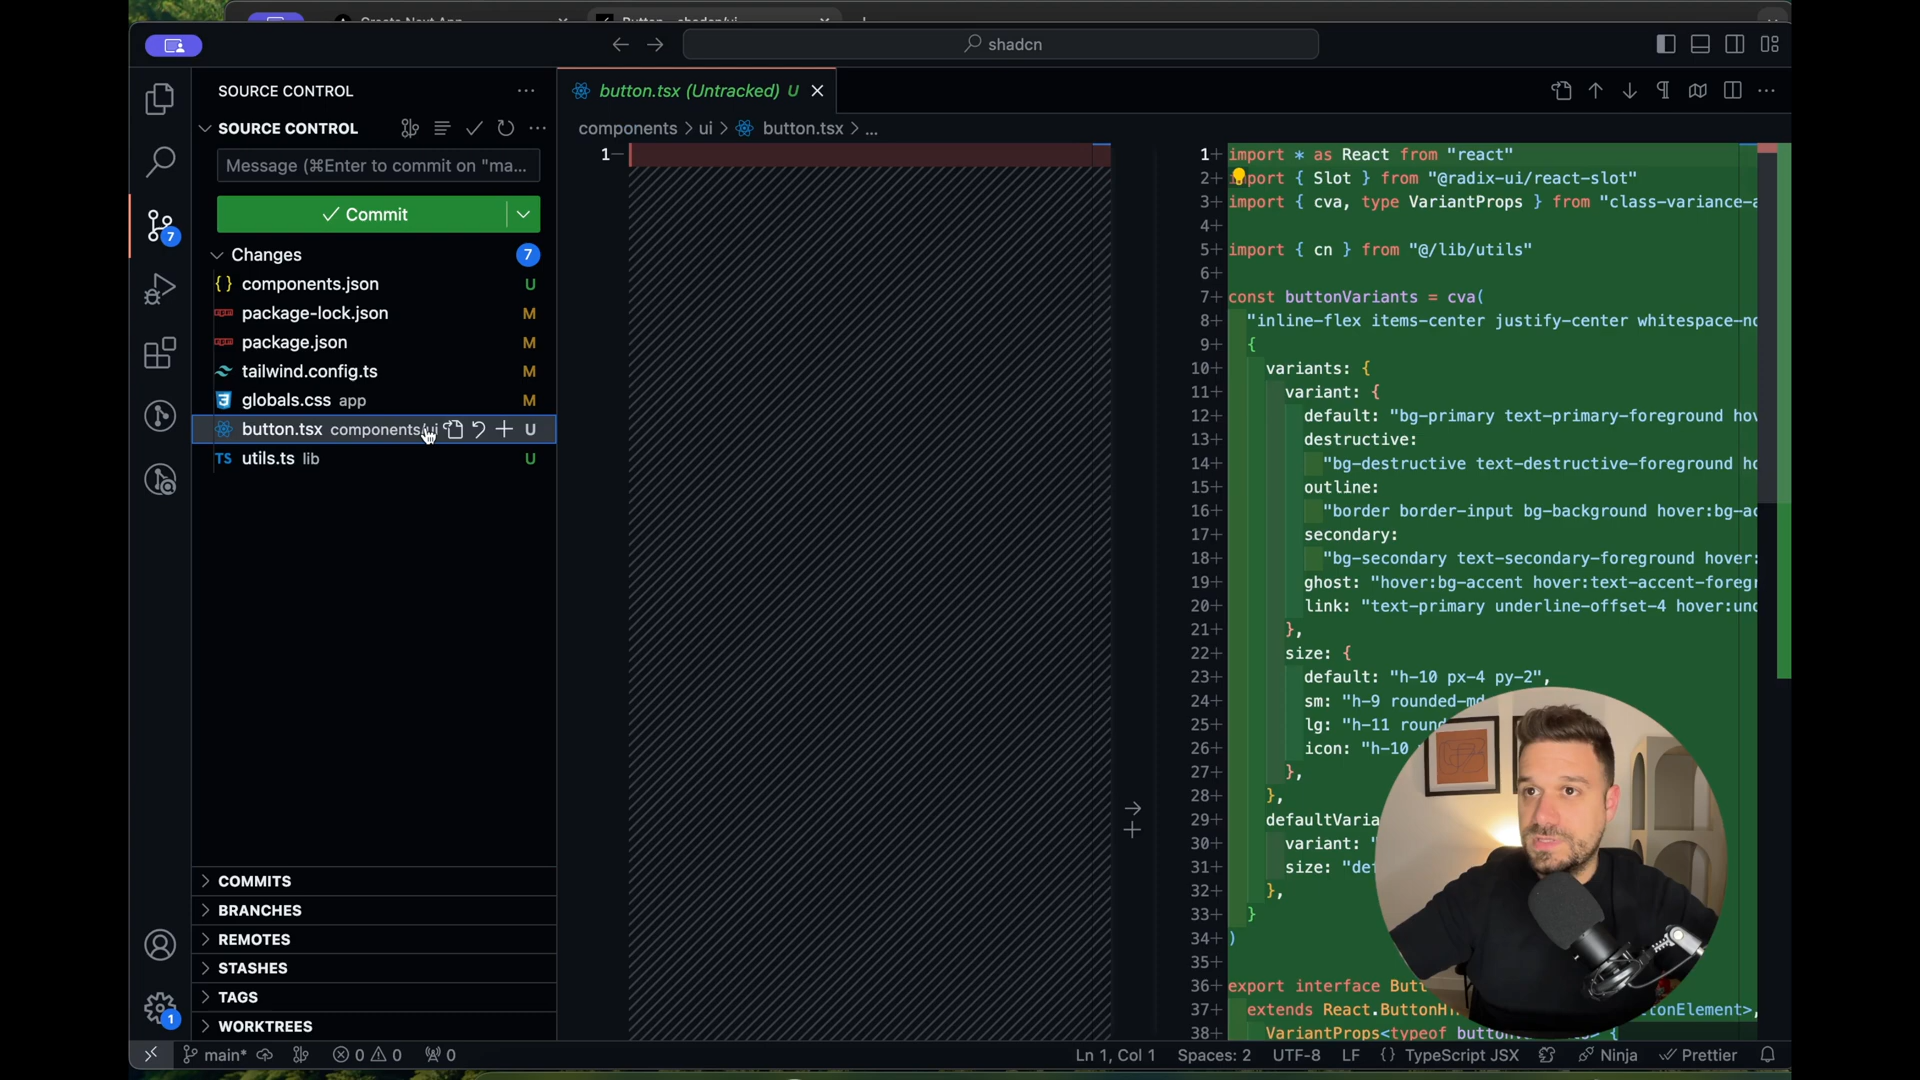 shadcn
SOURCE CONTROL
SOURCE CONTROL
Message (⌘Enter to commit on "ma...
Commit
Changes
7
components.json U
package-lock.json M
package.json M
tailwind.config.ts M
globals.css app M
button.tsx components/ui U
TS utils.ts lib U
7
COMMITS
BRANCHES
REMOTES
STASHES
TAGS
WORKTREES
1
button.tsx (Untracked) U
components > ui > button.tsx > ...
1−
1+ import * as React from "react"
2+ import { Slot } from "@radix-ui/react-slot"
3+ import { cva, type VariantProps } from "class-variance-a
4+
5+ import { cn } from "@/lib/utils"
6+
7+ const buttonVariants = cva(
8+ "inline-flex items-center justify-center whitespace-no
9+ {
10+ variants: {
11+ variant: {
12+ default: "bg-primary text-primary-foreground hov
13+ destructive:
14+ "bg-destructive text-destructive-foreground ho
15+ outline:
16+ "border border-input bg-background hover:bg-ac
17+ secondary:
18+ "bg-secondary text-secondary-foreground hover:
19+ ghost: "hover:bg-accent hover:text-accent-foregr
20+ link: "text-primary underline-offset-4 hover:und
21+ },
22+ size: {
23+ default: "h-10 px-4 py-2",
24+ sm: "h-9 rounded-md
25+ lg: "h-11 roun
26+ icon: "h-10
27+ },
28+ },
29+ defaultVaria
30+ variant: "
31+ size: "def
32+ },
33+ }
34+ )
35+
36+ export interface Butt
37+ extends React.ButtonH tonElement>,
38+ VariantProps<typeof button > {
main* 0 0 0
Ln 1, Col 1 Spaces: 2 UTF-8 LF {} TypeScript JSX Ninja Prettier